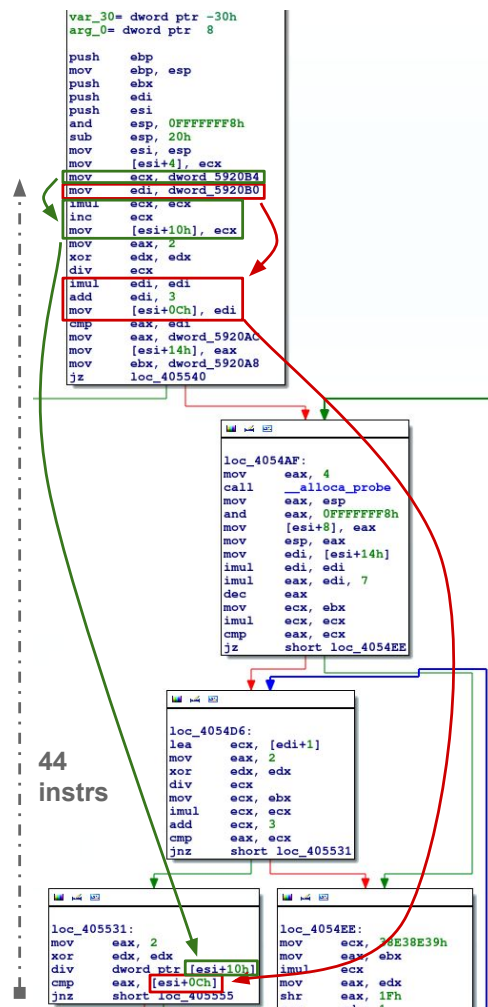 var_30= dword ptr -30h
arg_0= dword ptr  8
push    ebp
mov     ebp, esp
push    ebx
push    edi
push    esi
and     esp, 0FFFFFFF8h
sub     esp, 20h
mov     esi, esp
mov     [esi+4], ecx
mov     ecx, dword_5920B4
mov     edi, dword_5920B0
imul    ecx, ecx
inc     ecx
mov     [esi+10h], ecx
mov     eax, 2
xor     edx, edx
div     ecx
imul    edi, edi
add     edi, 3
mov     [esi+0Ch], edi
cmp     eax, edi
mov     eax, dword_5920AC
mov     [esi+14h], eax
mov     ebx, dword_5920A8
jz      loc_405540
loc_4054AF:
mov     eax, 4
call    __alloca_probe
mov     eax, esp
and     eax, 0FFFFFFF8h
mov     [esi+8], eax
mov     esp, eax
mov     edi, [esi+14h]
imul    edi, edi
imul    eax, edi, 7
dec     eax
mov     ecx, ebx
imul    ecx, ecx
cmp     eax, ecx
jz      short loc_4054EE
loc_4054D6:
lea     ecx, [edi+1]
mov     eax, 2
xor     edx, edx
div     ecx
mov     ecx, ebx
imul    ecx, ecx
add     ecx, 3
cmp     eax, ecx
jnz     short loc_405531
44
instrs
loc_405531:
mov     eax, 2
xor     edx, edx
div     dword ptr [esi+10h]
cmp     eax, [esi+0Ch]
jnz     short loc_405555
loc_4054EE:
mov     ecx, 38E38E39h
mov     eax, ebx
imul    ecx
mov     eax, edx
shr     eax, 1Fh